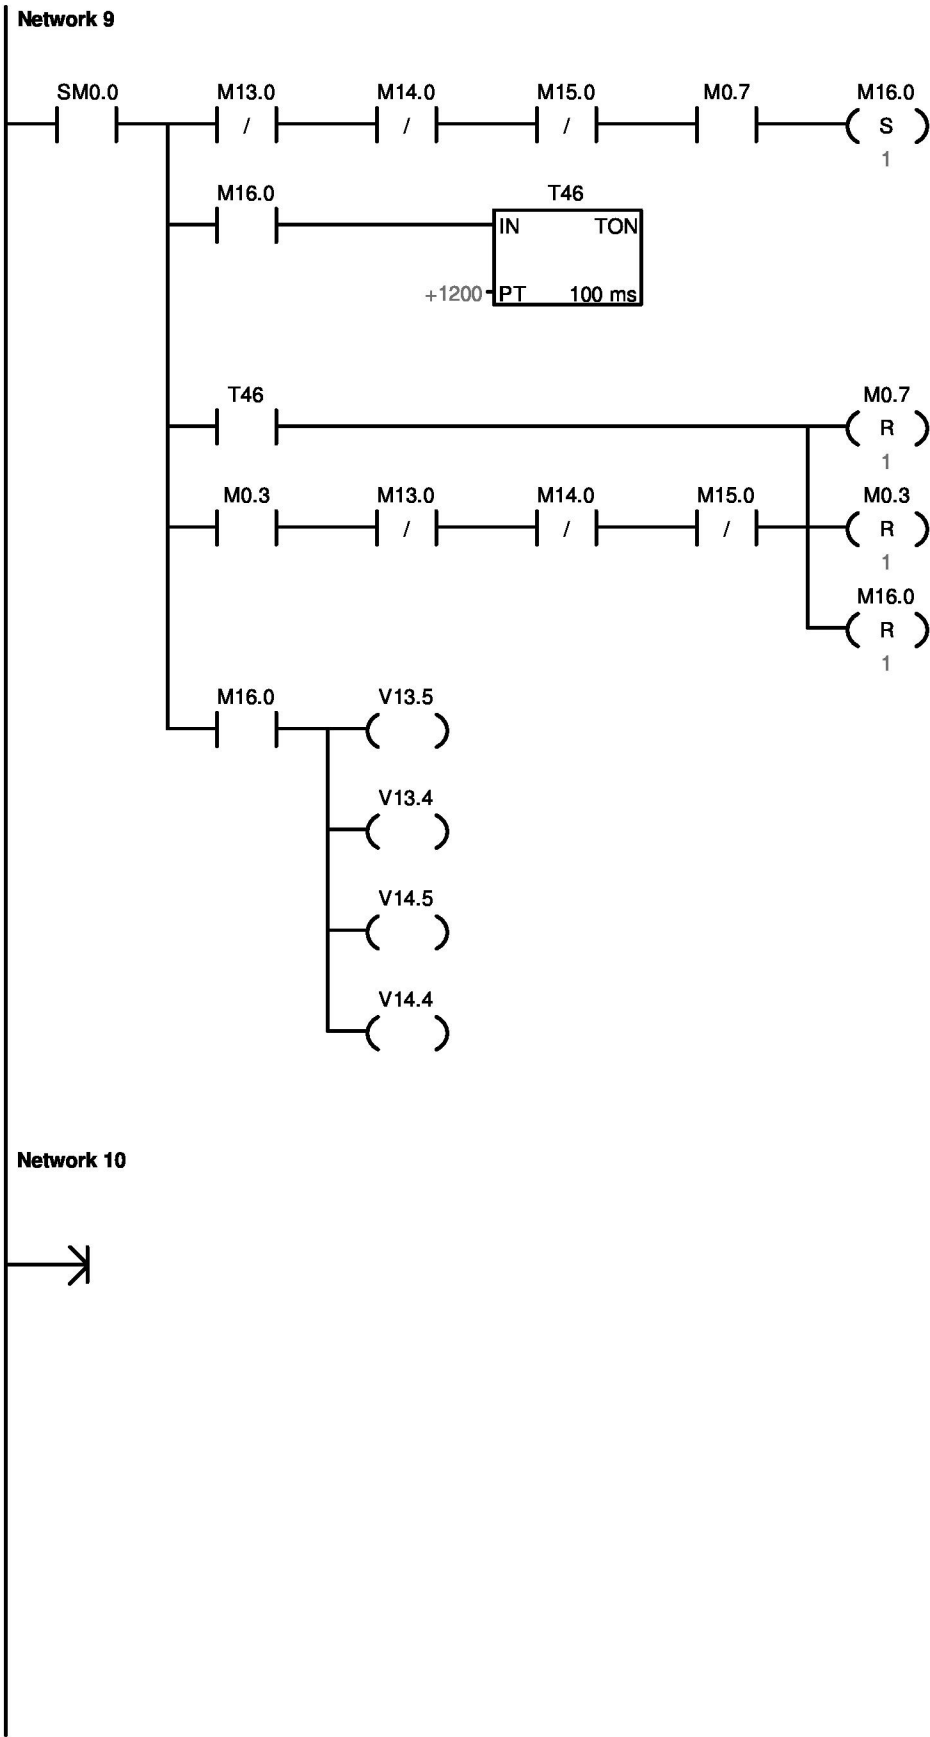 Network 9
SM0.0 M13.0 M14.0 M15.0 M0.7 M16.0
/ / / S
1
M16.0 T46
IN TON
+1200 PT 100 ms
T46 M0.7
R
1
M0.3 M13.0 M14.0 M15.0 M0.3
/ / / R
1
M16.0
R
1
M16.0 V13.5
V13.4
V14.5
V14.4
Network 10